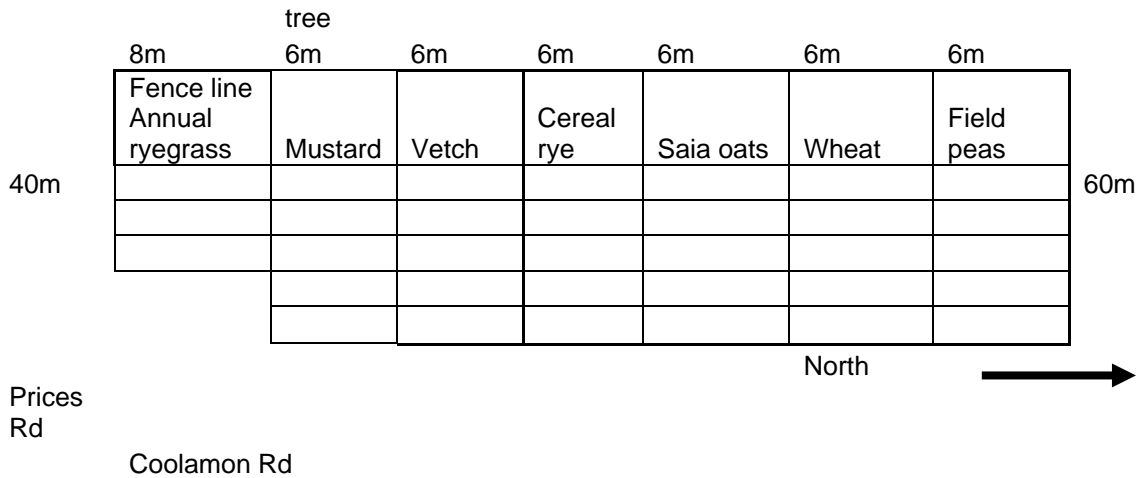 tree
8m 6m 6m 6m 6m 6m 6m
Fence line
Annual
ryegrass Mustard Vetch Cereal
rye Saia oats Wheat Field
peas
40m 60m
North
Prices
Rd
Coolamon Rd